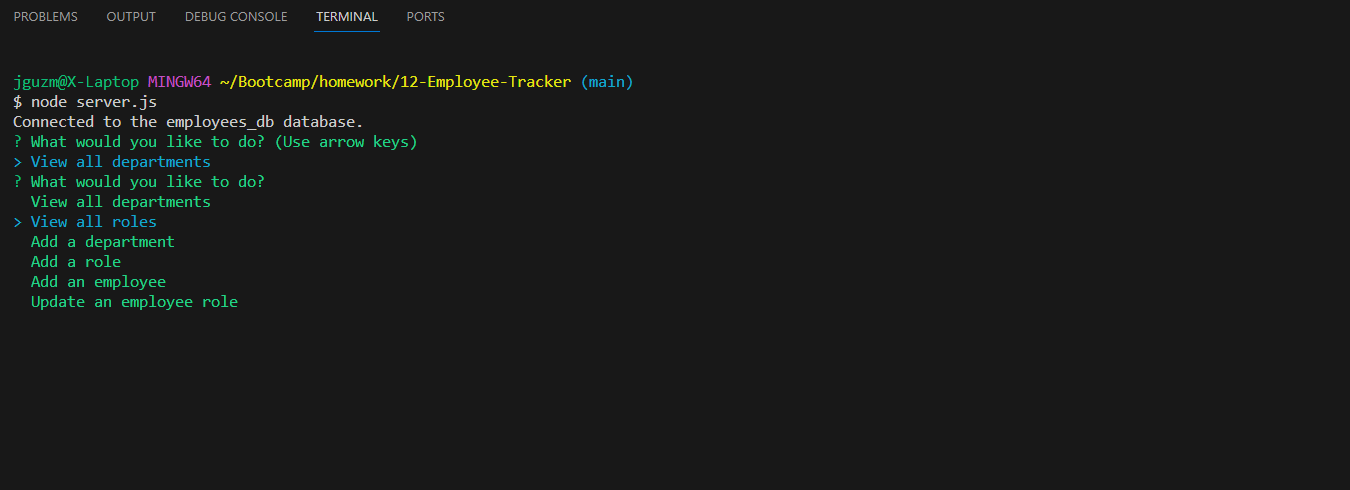 PROBLEMS OUTPUT DEBUG CONSOLE TERMINAL PORTS
jguzm@X-Laptop MINGW64 ~/Bootcamp/homework/12-Employee-Tracker (main)
$ node server.js
Connected to the employees_db database.
? What would you like to do? (Use arrow keys)
> View all departments
? What would you like to do?
View all departments
> View all roles
Add a department
Add a role
Add an employee
Update an employee role